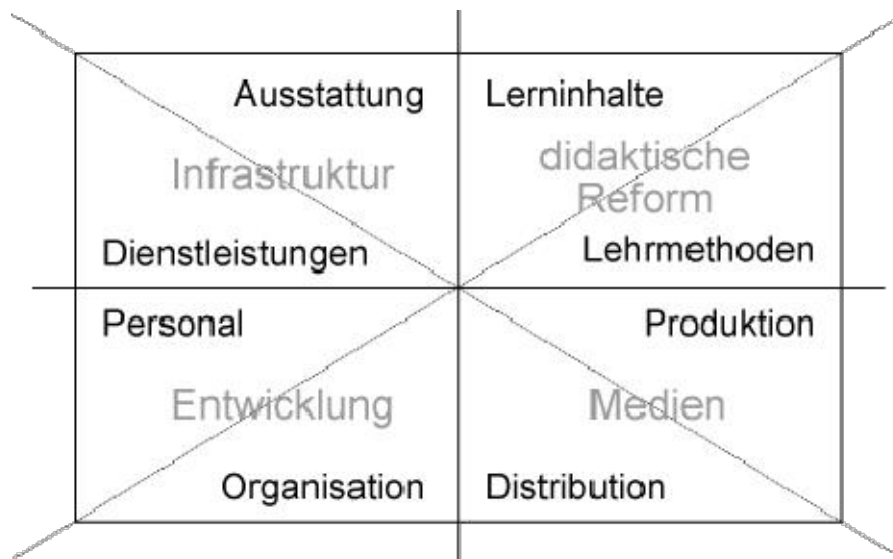 Ausstattung
Lerninhalte
Infrastruktur
didaktische
Reform
Dienstleistungen
Lehrmethoden
Personal
Produktion
Entwicklung
Medien
Organisation
Distribution